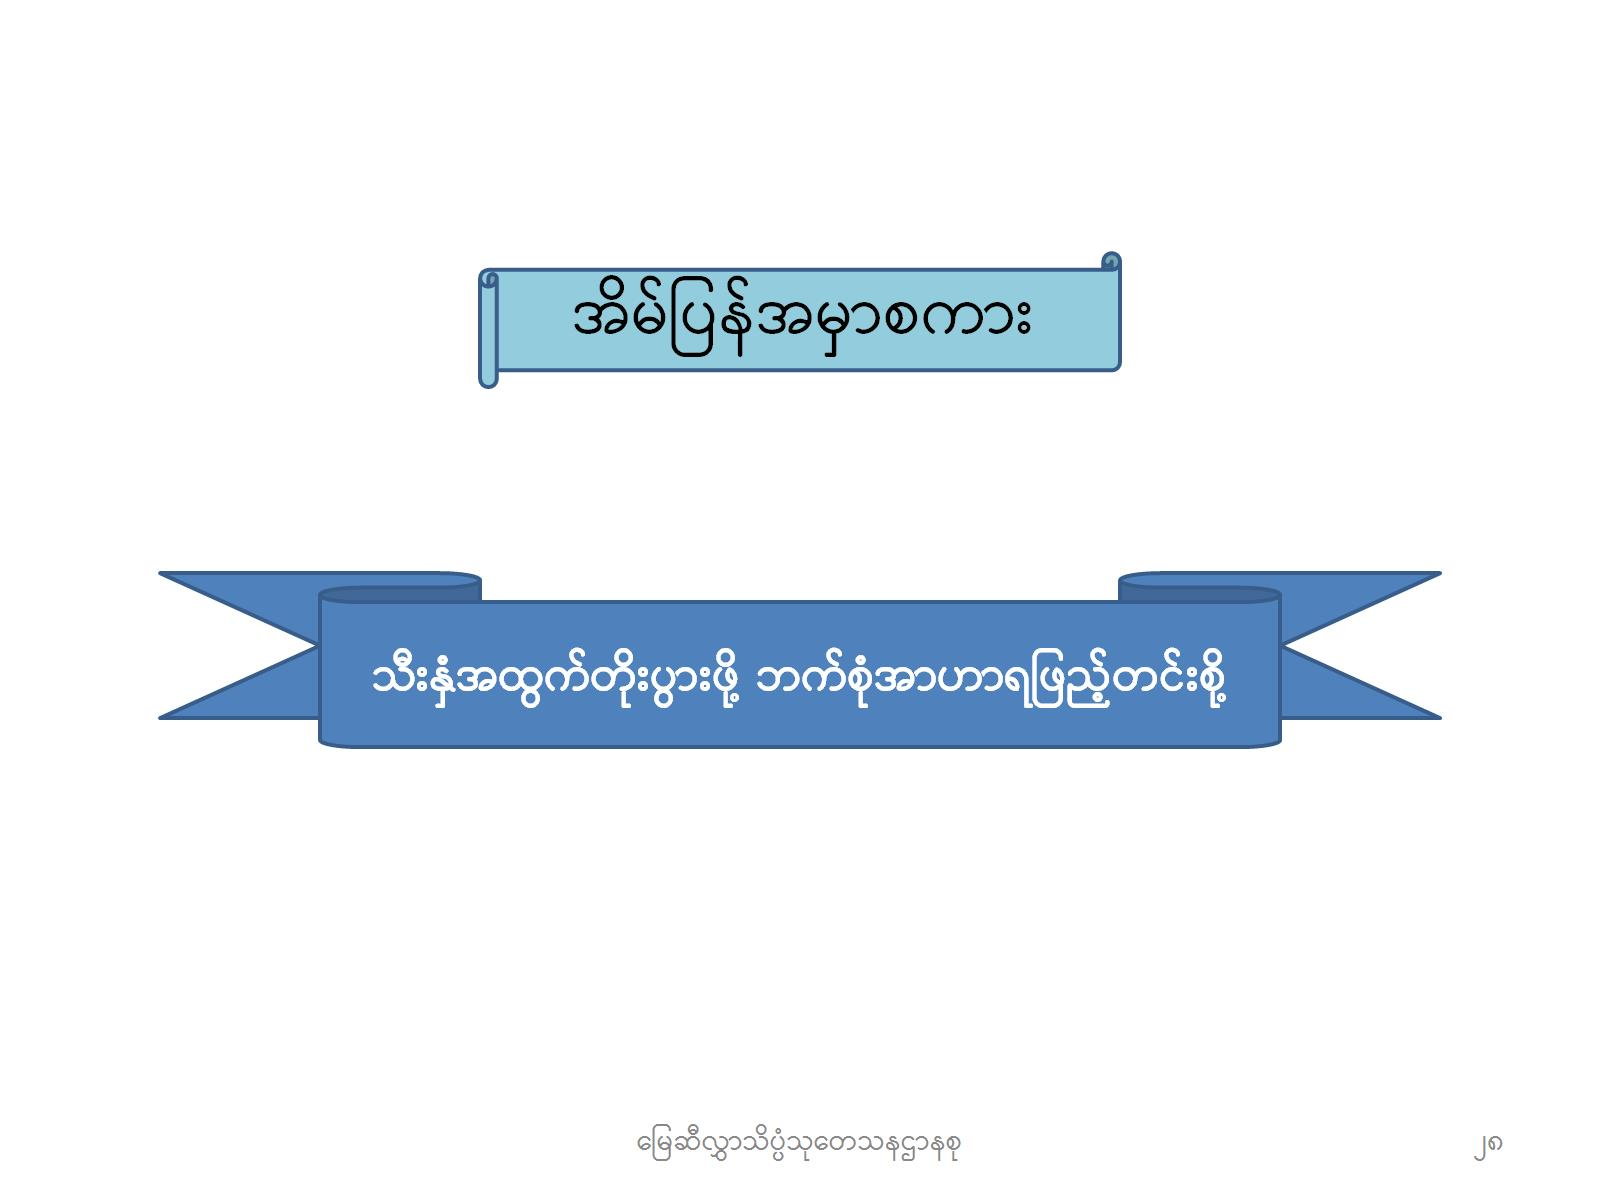 အိမ်ပြန်အမှာစကား
သီးနှံအထွက်တိုးပွားဖို့ ဘက်စုံအာဟာရဖြည့်တင်းစို့
မြေဆီလွှာသိပ္ပံသုတေသနဌာနစု
၂၈